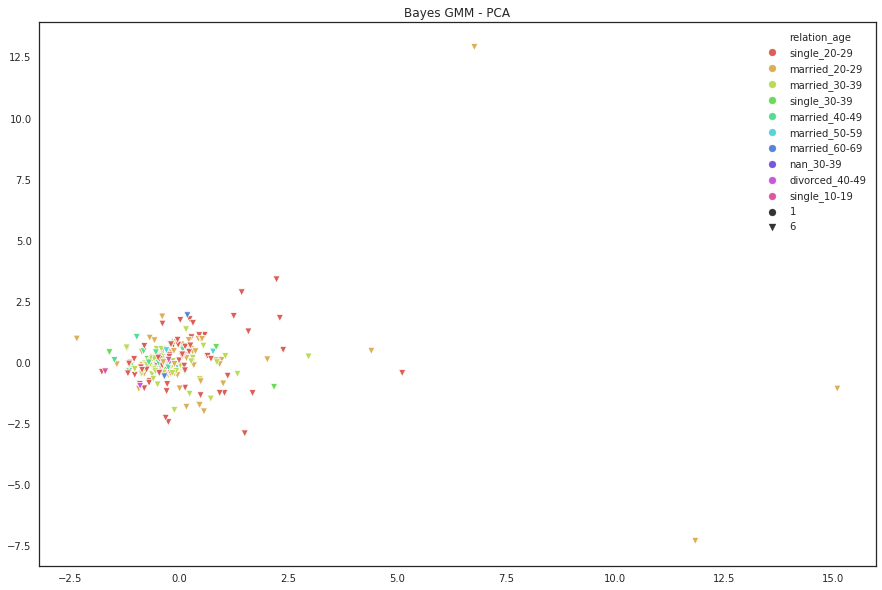 Bayes GMM - PCA
12.5
10.0
7.5
5.0
2.5
0.0
−2.5
−5.0
−7.5
−2.5
0.0
2.5
5.0
7.5
10.0
12.5
15.0
relation_age
single_20-29
married_20-29
married_30-39
single_30-39
married_40-49
married_50-59
married_60-69
nan_30-39
divorced_40-49
single_10-19
1
6